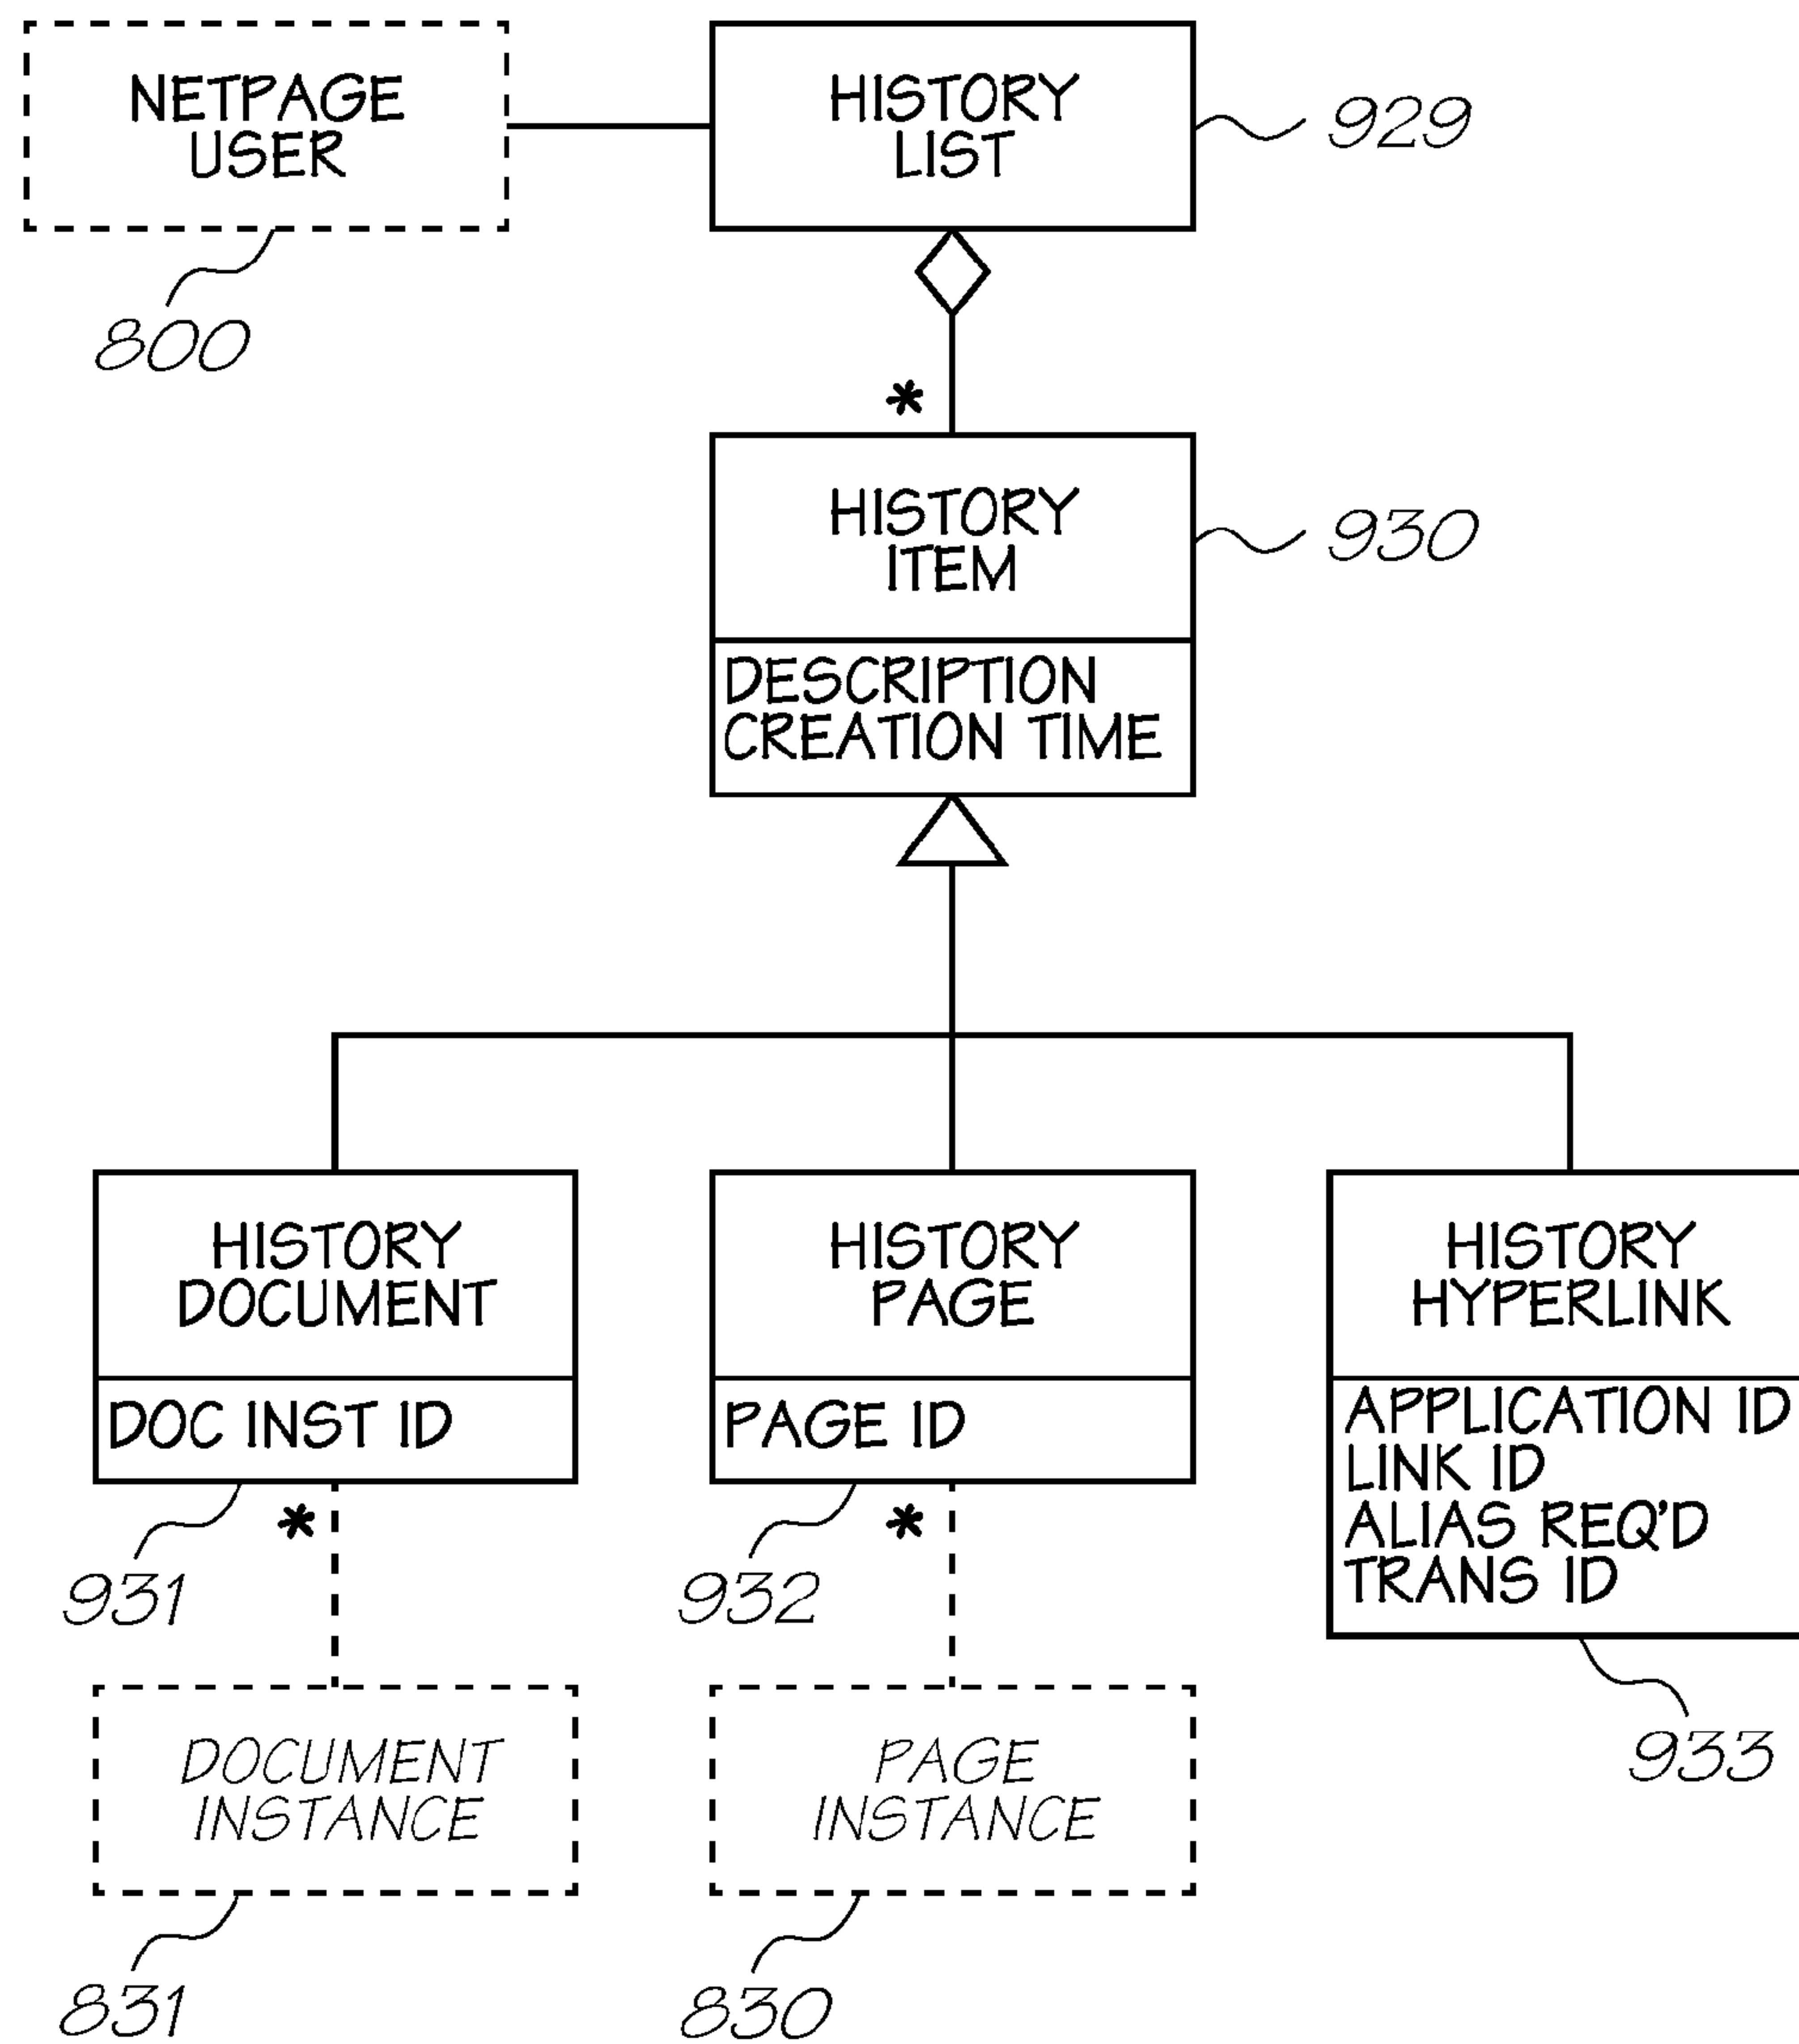 NETPAGE
USER
800
HISTORY
LIST
929
*
HISTORY
ITEM
930
DESCRIPTION
CREATION TIME
HISTORY
DOCUMENT
DOC INST ID
931
*
HISTORY
PAGE
PAGE ID
932
*
HISTORY
HYPERLINK
APPLICATION ID
LINK ID
ALIAS REQ'D
TRANS ID
933
DOCUMENT
INSTANCE
831
PAGE
INSTANCE
830